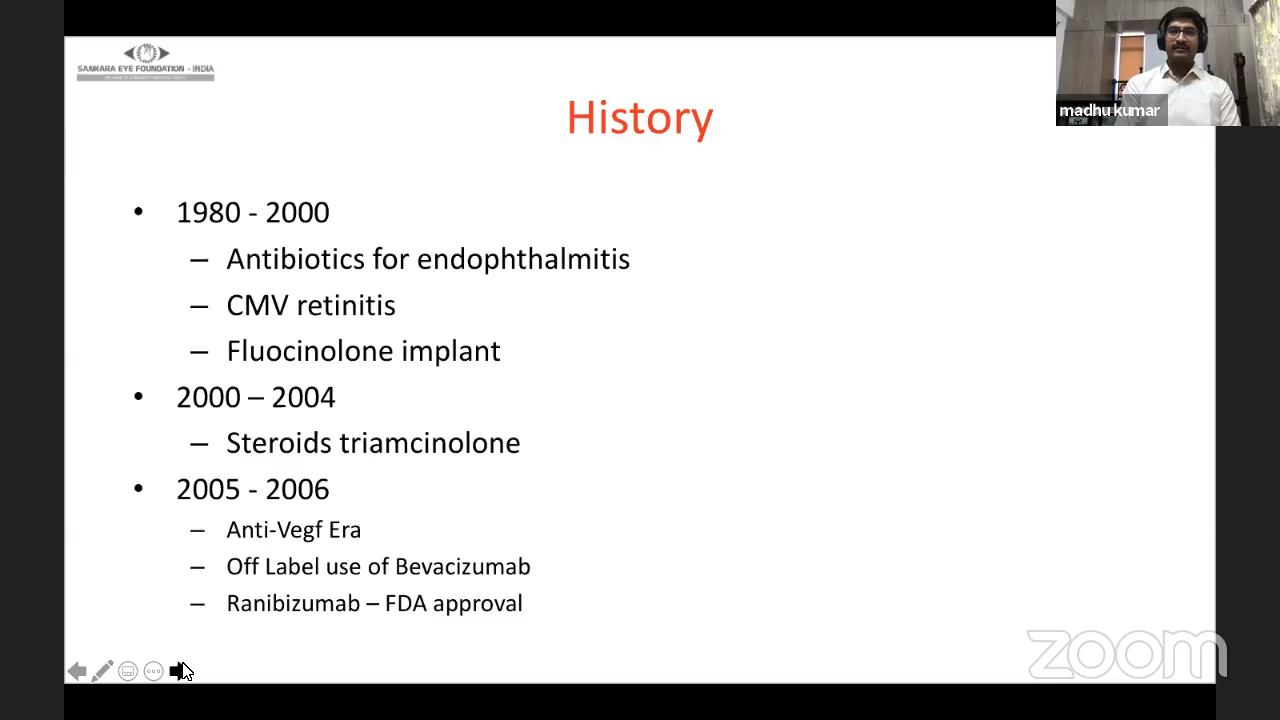 SANKARA EYE FOUNDATION - INDIA
History
madhu kumar
• 1980 - 2000
– Antibiotics for endophthalmitis
– CMV retinitis
– Fluocinolone implant
• 2000 – 2004
– Steroids triamcinolone
• 2005 - 2006
– Anti-Vegf Era
– Off Label use of Bevacizumab
– Ranibizumab – FDA approval
zoom